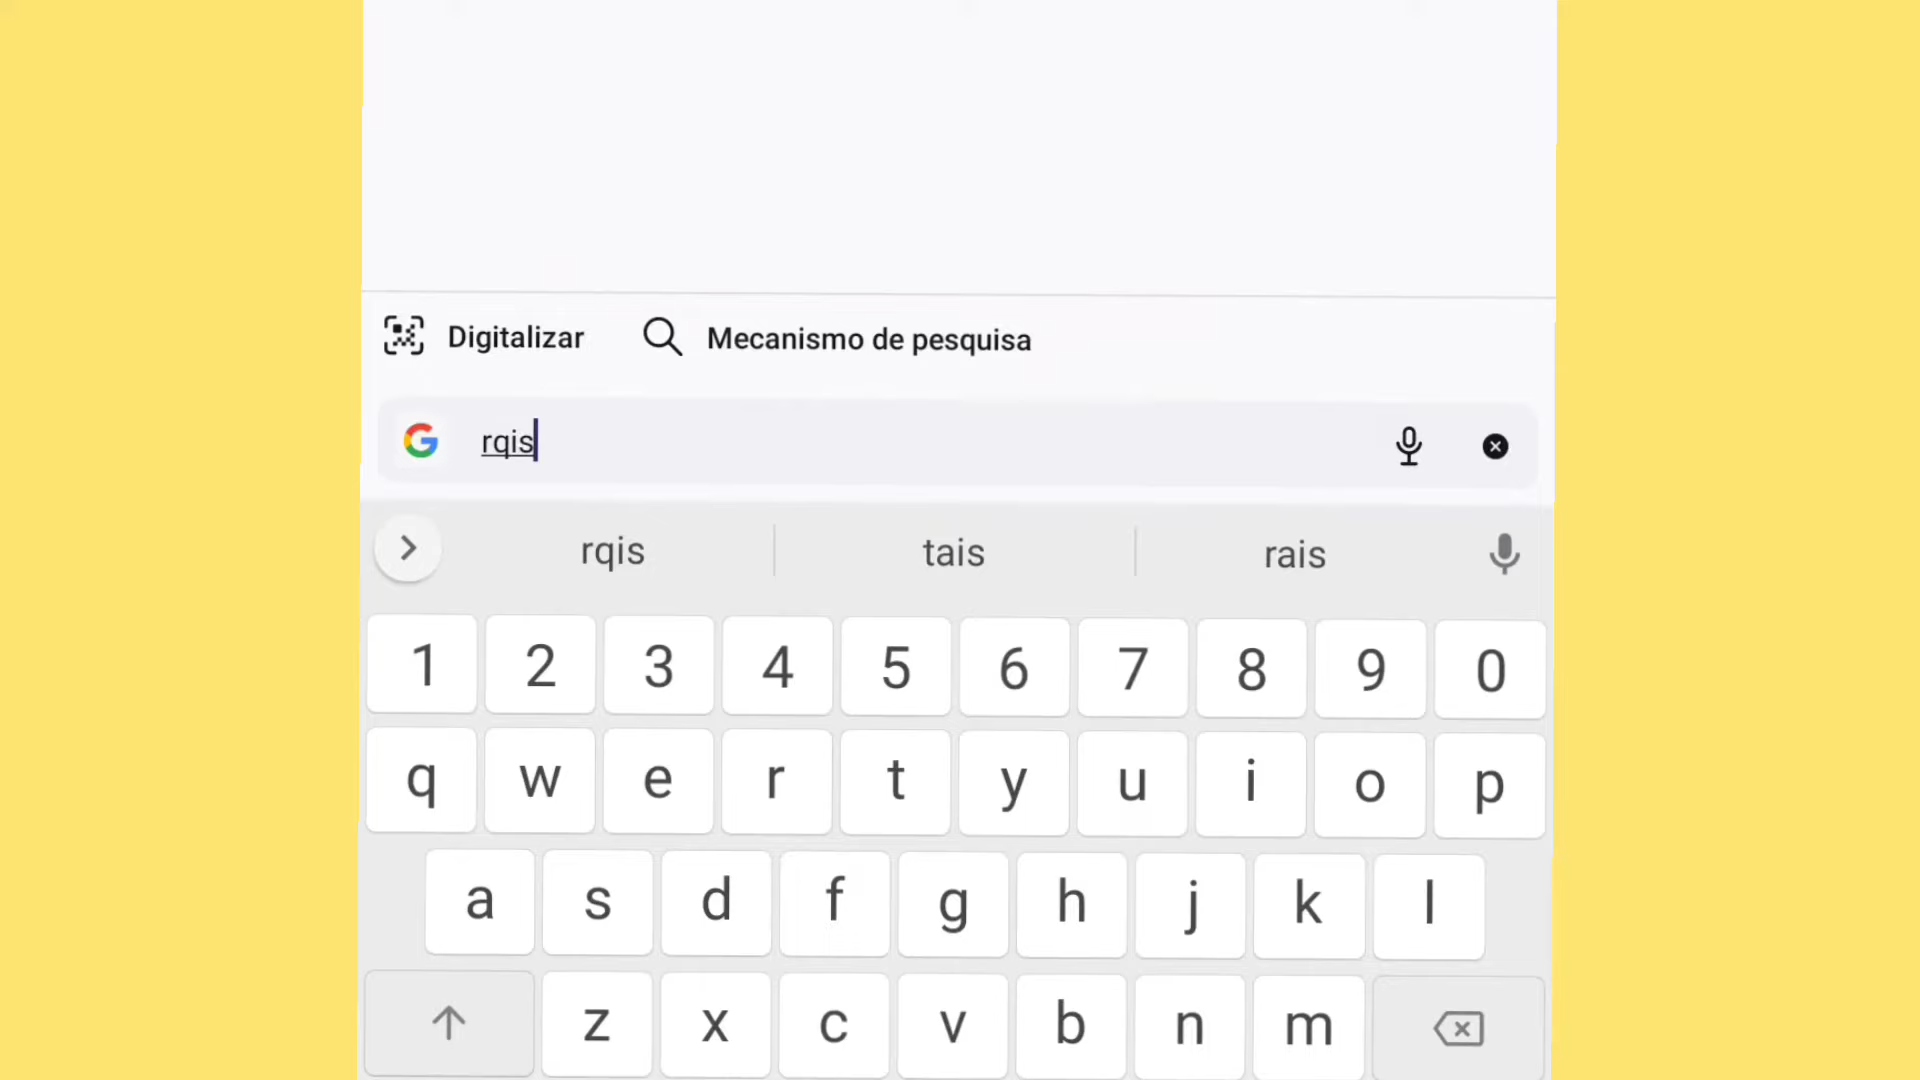 Digitalizar Mecanismo de pesquisa
rqis
rqis tais rais
1 2 3 4 5 6 7 8 9 0
q w e r t y u i o p
a s d f g h j k l
z x c v b n m